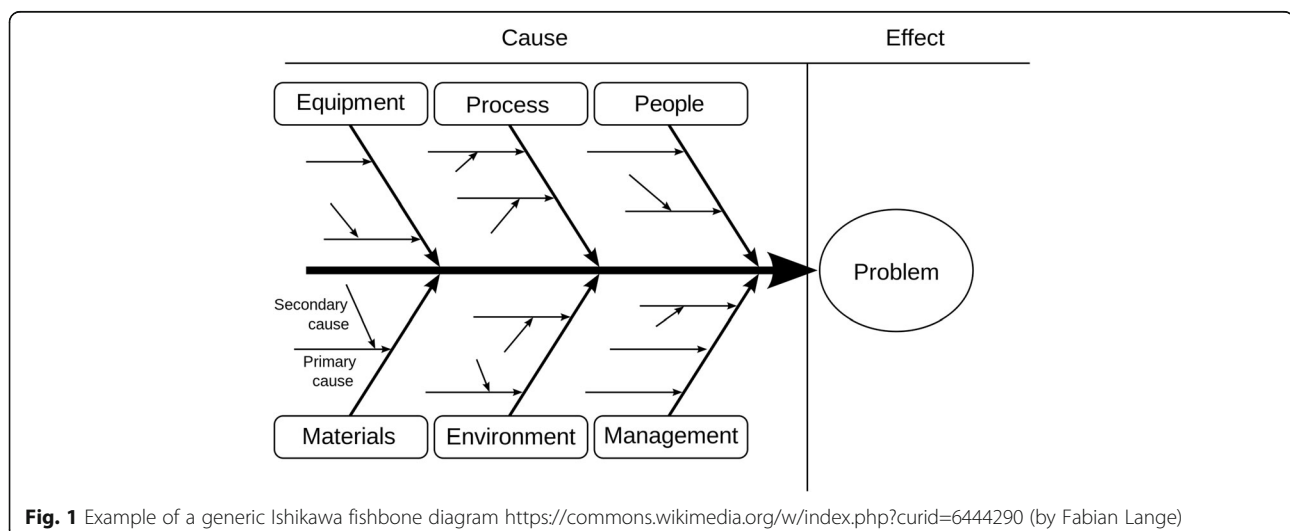 Cause
Effect
Equipment
Process
People
Problem
Secondary
cause
Primary
cause
Materials
Environment
Management
Fig. 1 Example of a generic Ishikawa fishbone diagram https://commons.wikimedia.org/w/index.php?curid=6444290 (by Fabian Lange)